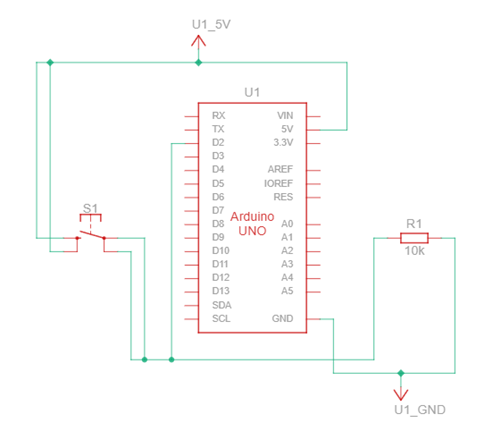 U1_5V
U1
RX
TX
D2
D3
D4
D5
D6
D7
D8
D9
D10
D11
D12
D13
SDA
SCL
VIN
5V
3.3V
AREF
IOREF
RES
A0
A1
A2
A3
A4
A5
GND
Arduino
UNO
S1
R1
10k
U1_GND